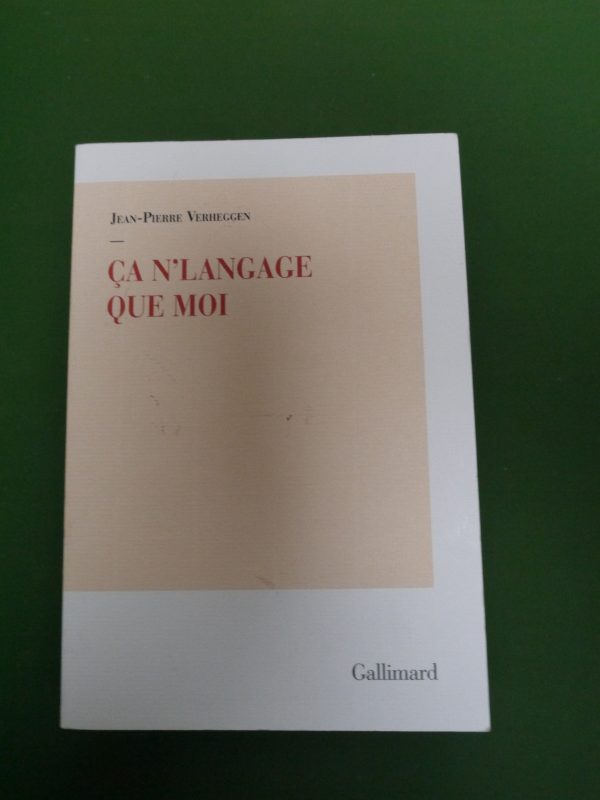 Jean-Pierre Verheggen
ÇA N'LANGAGE
QUE MOI
Gallimard